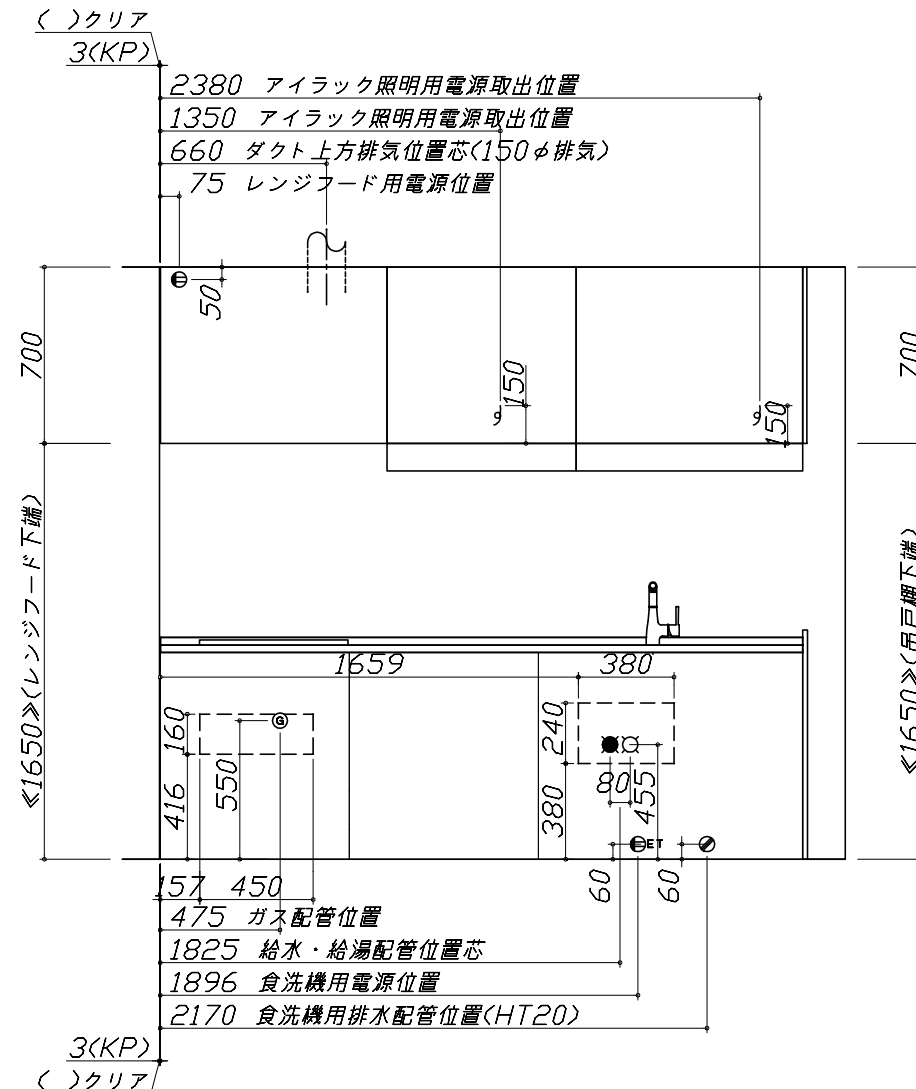 ( )クリア
3(KP)
2380 アイラック照明用電源取出位置
1350 アイラック照明用電源取出位置
660 ダクト上方排気位置芯(150φ排気)
75 レンジフード用電源位置
50
700
700
150
150
≪1650≫(レンジフード下端)
≪1650≫(吊戸棚下端)
1659
380
160
G
550
416
240
380
80
455
ET
60
60
157
450
475 ガス配管位置
1825 給水・給湯配管位置芯
1896 食洗機用電源位置
2170 食洗機用排水配管位置(HT20)
3(KP)
( )クリア